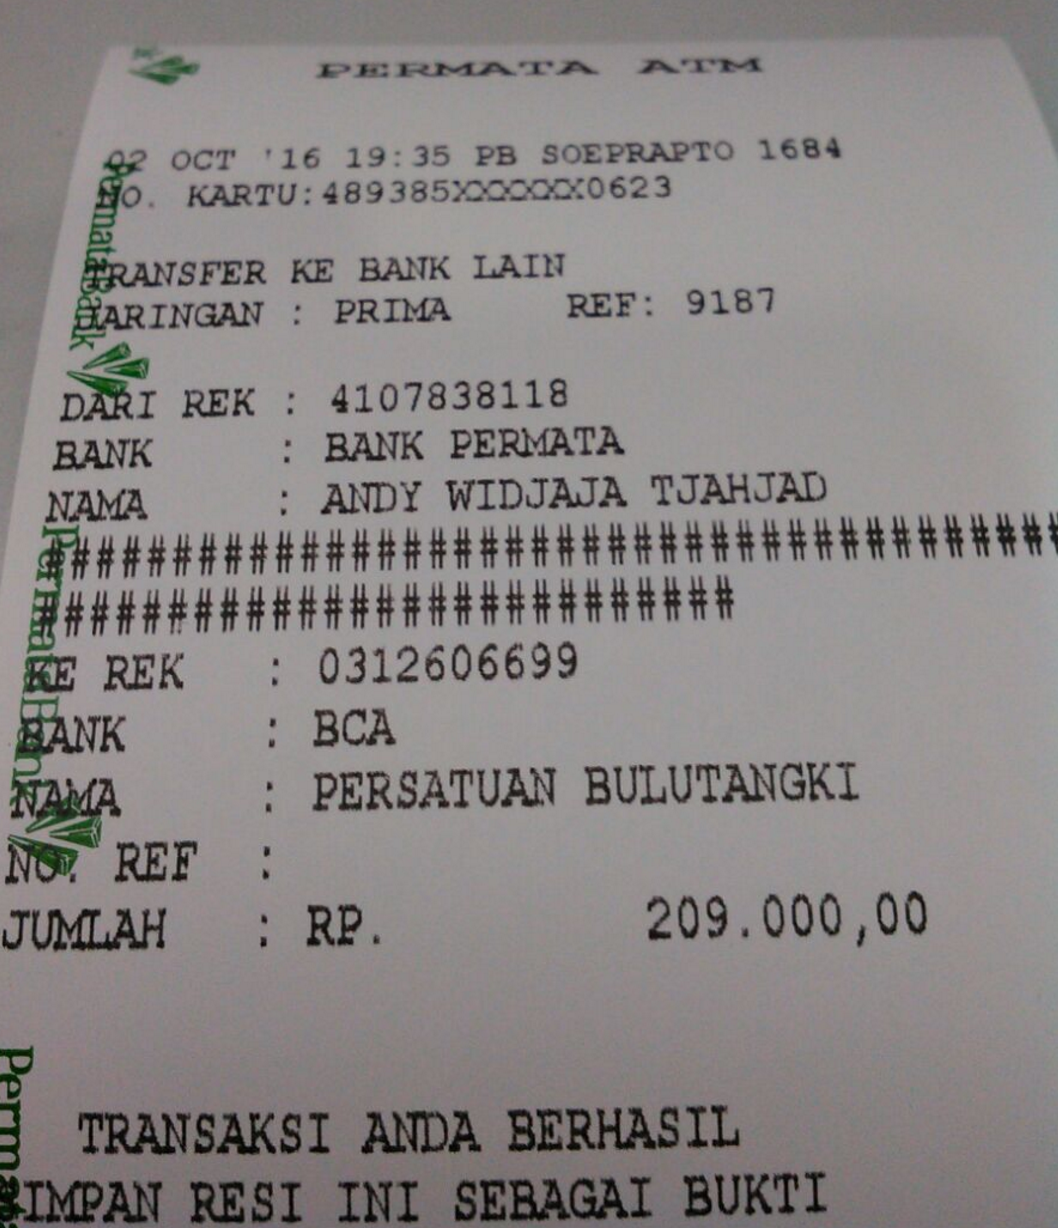 PERMATA ATM
02 OCT '16 19:35 PB SOEPRAPTO 1684
NO. KARTU:489385XXXXXX0623
TRANSFER KE BANK LAIN
JARINGAN : PRIMA REF: 9187
DARI REK : 4107838118
BANK : BANK PERMATA
NAMA : ANDY WIDJAJA TJAHJAD
########################################
###########################
KE REK : 0312606699
BANK : BCA
NAMA : PERSATUAN BULUTANGKI
NO. REF :
JUMLAH : RP. 209.000,00
TRANSAKSI ANDA BERHASIL
SIMPAN RESI INI SEBAGAI BUKTI
PermataBank
PermataBank
Permata